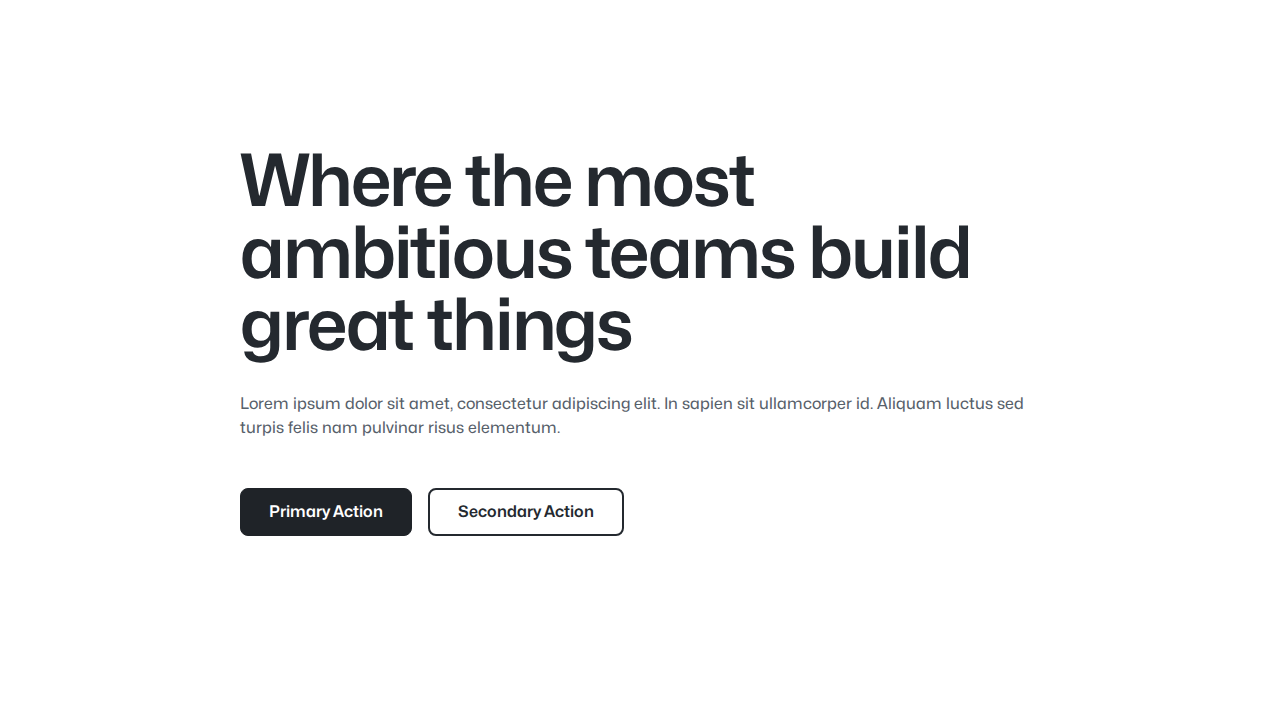 Where the most
ambitious teams build
great things
Lorem ipsum dolor sit amet, consectetur adipiscing elit. In sapien sit ullamcorper id. Aliquam luctus sed
turpis felis nam pulvinar risus elementum.
Primary Action
Secondary Action